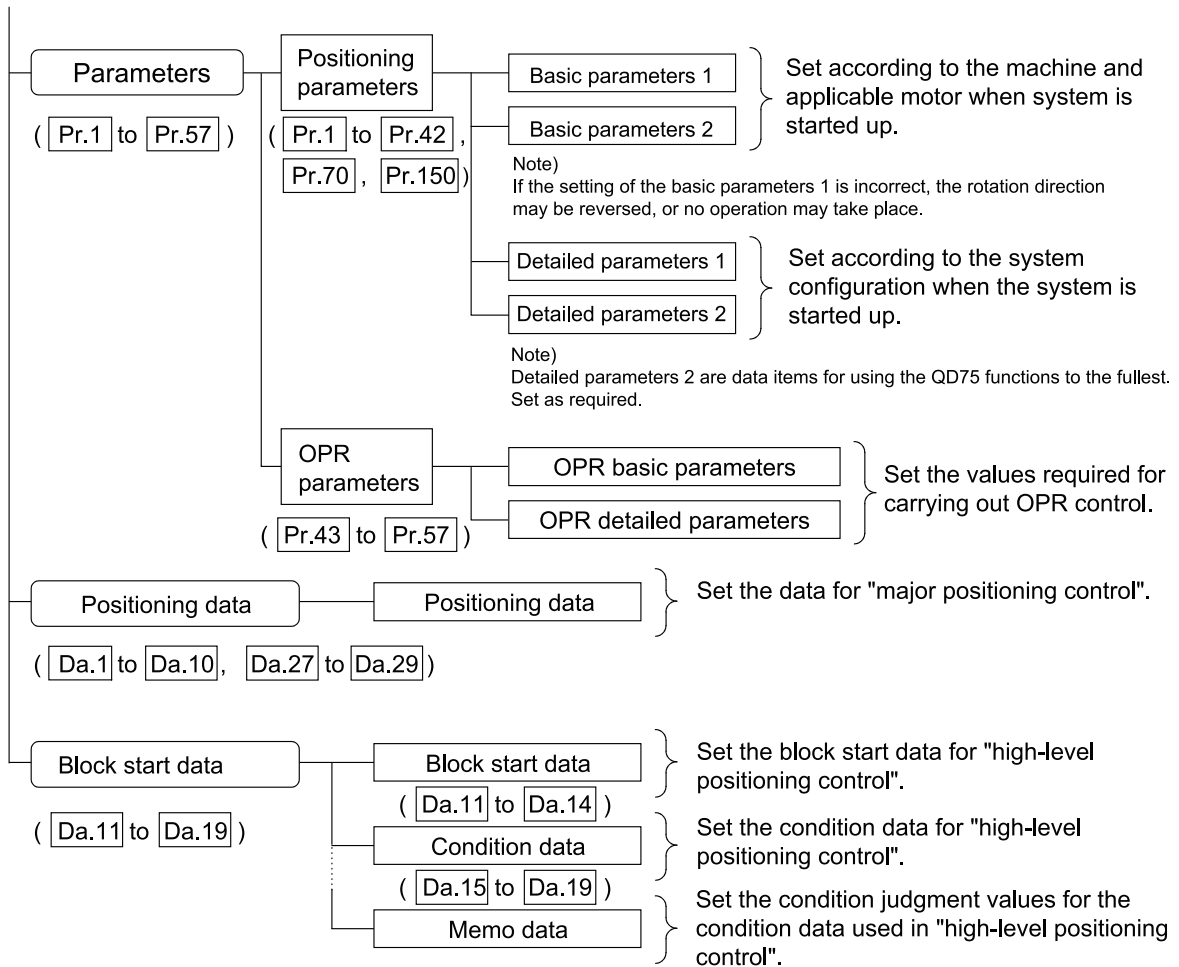 Parameters
( Pr.1 to Pr.57 )
Positioning
parameters
( Pr.1 to Pr.42 ,
Pr.70 , Pr.150 )
Basic parameters 1
Basic parameters 2
Set according to the machine and
applicable motor when system is
started up.
Note)
If the setting of the basic parameters 1 is incorrect, the rotation direction
may be reversed, or no operation may take place.
Detailed parameters 1
Detailed parameters 2
Set according to the system
configuration when the system is
started up.
Note)
Detailed parameters 2 are data items for using the QD75 functions to the fullest.
Set as required.
OPR
parameters
( Pr.43 to Pr.57 )
OPR basic parameters
OPR detailed parameters
Set the values required for
carrying out OPR control.
Positioning data
( Da.1 to Da.10 , Da.27 to Da.29 )
Positioning data
Set the data for "major positioning control".
Block start data
( Da.11 to Da.19 )
Block start data
( Da.11 to Da.14 )
Set the block start data for "high-level
positioning control".
Condition data
( Da.15 to Da.19 )
Set the condition data for "high-level
positioning control".
Memo data
Set the condition judgment values for the
condition data used in "high-level positioning
control".